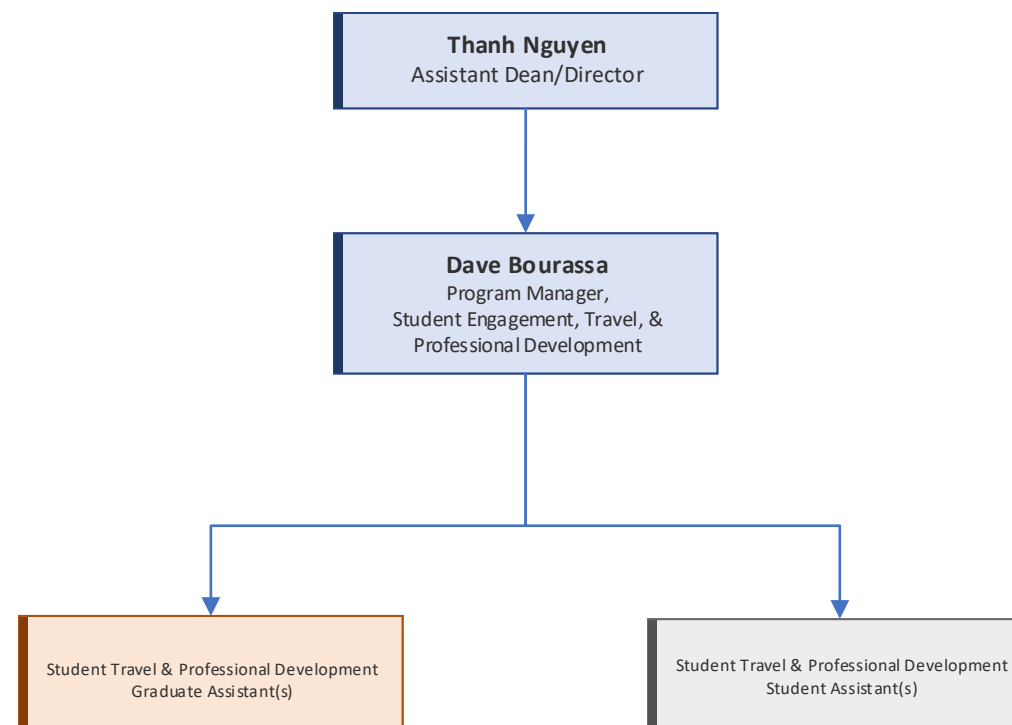 Thanh Nguyen
Assistant Dean/Director
Dave Bourassa
Program Manager,
Student Engagement, Travel, &
Professional Development
Student Travel & Professional Development
Graduate Assistant(s)
Student Travel & Professional Development
Student Assistant(s)